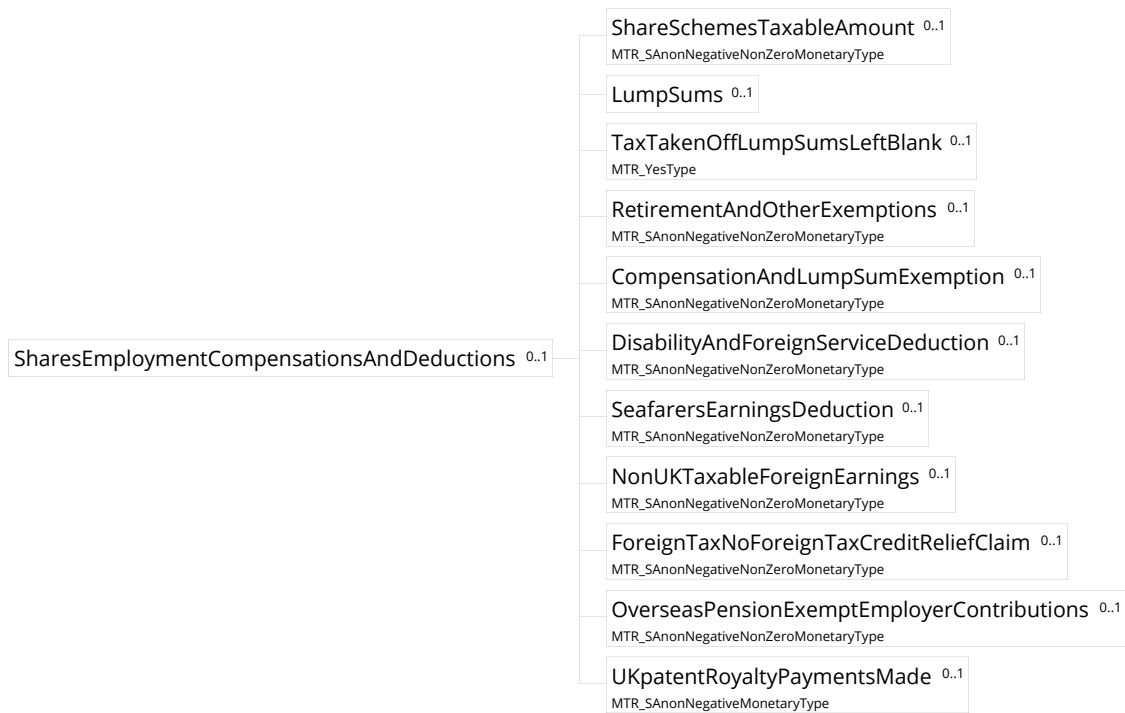 ShareSchemesTaxableAmount 0..1
MTR_SAnonNegativeNonZeroMonetaryType
LumpSums 0..1
TaxTakenOffLumpSumsLeftBlank 0..1
MTR_YesType
RetirementAndOtherExemptions 0..1
MTR_SAnonNegativeNonZeroMonetaryType
CompensationAndLumpSumExemption 0..1
MTR_SAnonNegativeNonZeroMonetaryType
SharesEmploymentCompensationsAndDeductions 0..1
DisabilityAndForeignServiceDeduction 0..1
MTR_SAnonNegativeNonZeroMonetaryType
SeafarersEarningsDeduction 0..1
MTR_SAnonNegativeNonZeroMonetaryType
NonUKTaxableForeignEarnings 0..1
MTR_SAnonNegativeNonZeroMonetaryType
ForeignTaxNoForeignTaxCreditReliefClaim 0..1
MTR_SAnonNegativeNonZeroMonetaryType
OverseasPensionExemptEmployerContributions 0..1
MTR_SAnonNegativeNonZeroMonetaryType
UKpatentRoyaltyPaymentsMade 0..1
MTR_SAnonNegativeMonetaryType